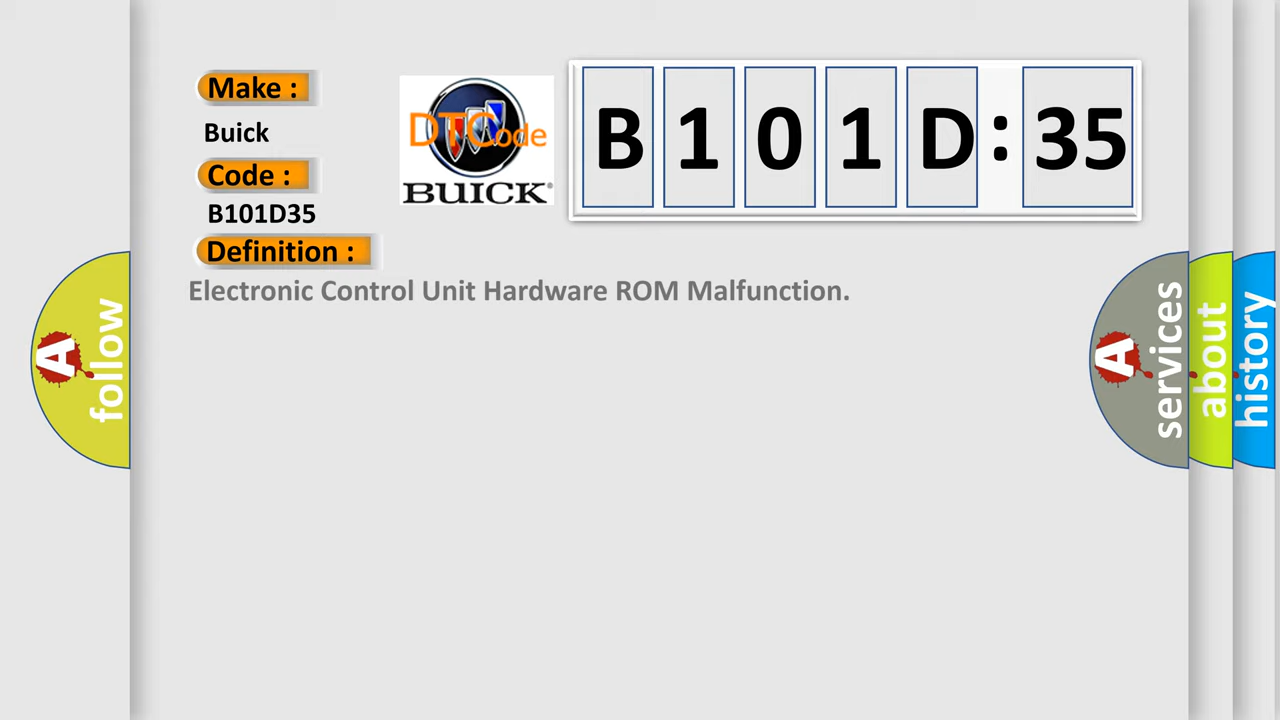 Make :
Buick
Code :
B101D35
Definition :
Electronic Control Unit Hardware ROM Malfunction.
DTCode
BUICK®
B 1 0 1 D : 35
A follow
A services
about
history